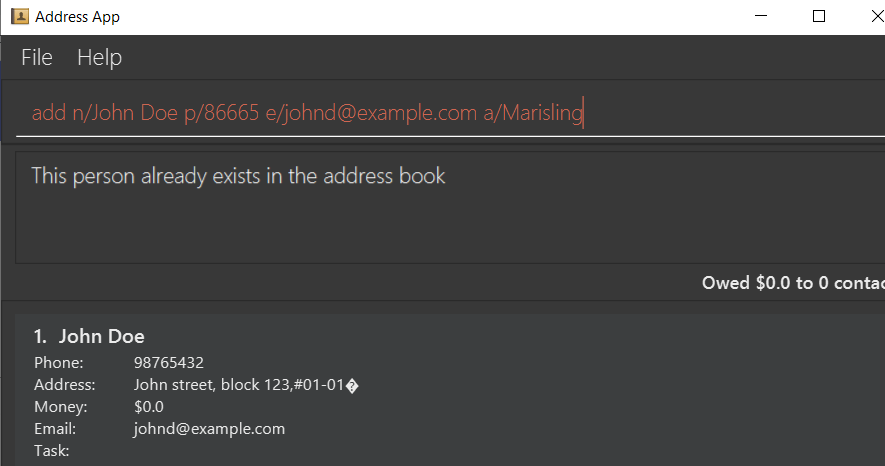 Address App
File Help
add n/John Doe p/86665 e/johnd@example.com a/Marisling
This person already exists in the address book
Owed $0.0 to 0 contac
1. John Doe
Phone: 98765432
Address: John street, block 123,#01-01�
Money: $0.0
Email: johnd@example.com
Task: